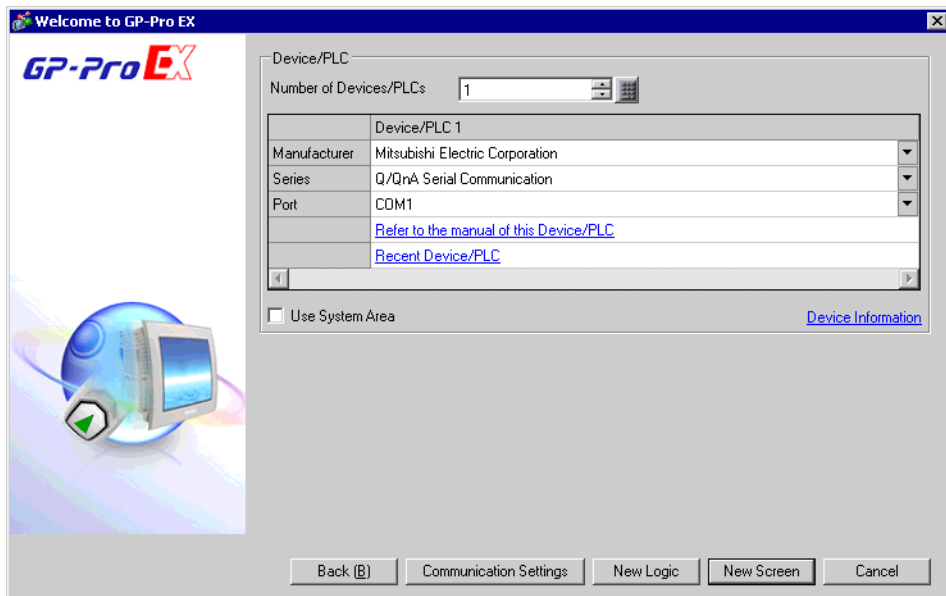 Welcome to GP-Pro EX
GP-Pro EX
Device/PLC
Number of Devices/PLCs 1
Device/PLC 1
Manufacturer Mitsubishi Electric Corporation
Series Q/QnA Serial Communication
Port COM1
Refer to the manual of this Device/PLC
Recent Device/PLC
Use System Area Device Information
Back (B) Communication Settings New Logic New Screen Cancel